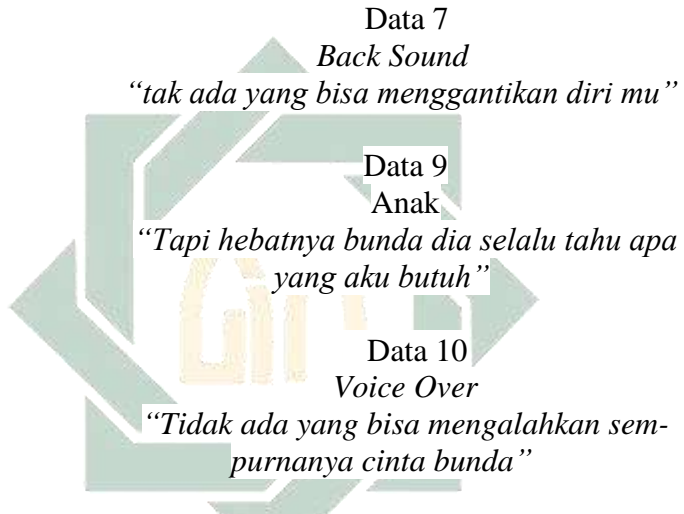 Data 7
Back Sound
“tak ada yang bisa menggantikan diri mu”
Data 9
Anak
“Tapi hebatnya bunda dia selalu tahu apa
yang aku butuh”
Data 10
Voice Over
“Tidak ada yang bisa mengalahkan sem-
purnanya cinta bunda”